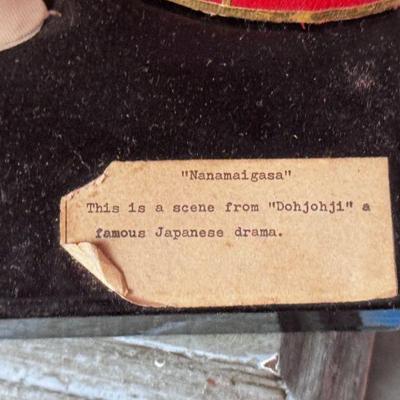 "Nanamaigasa"
This is a scene from "Dohjohji" a
famous Japanese drama.